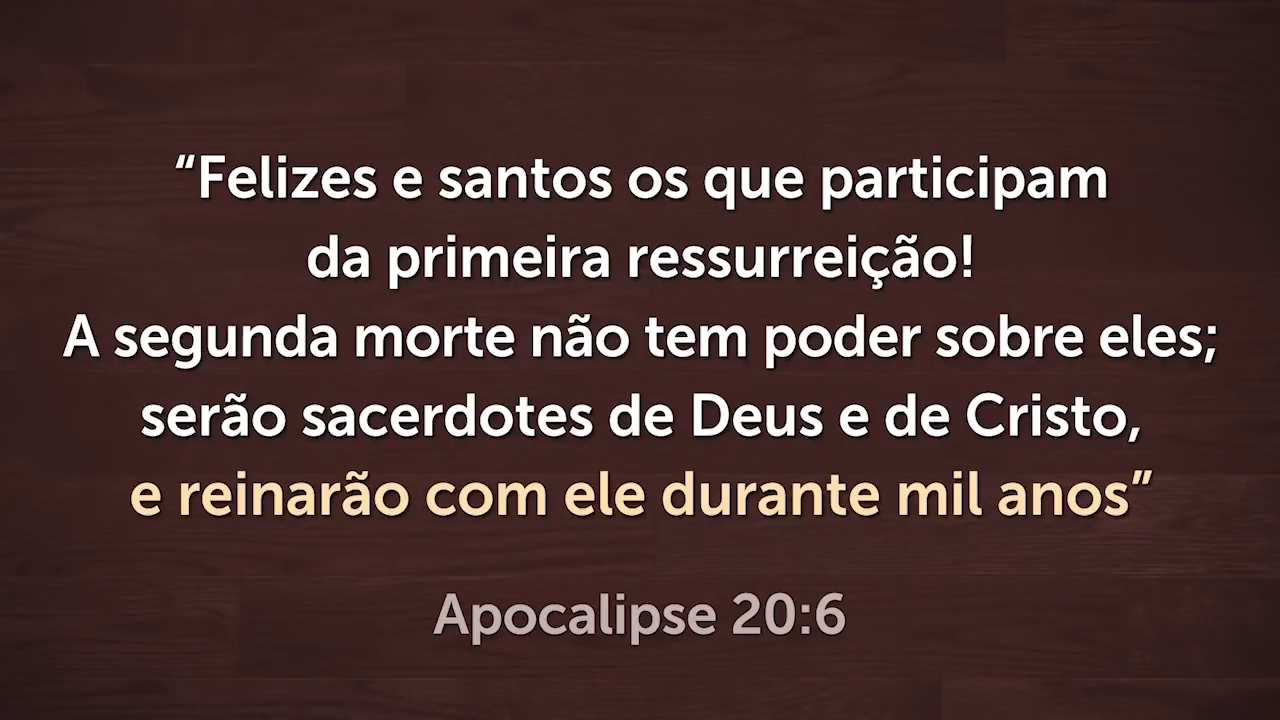 “Felizes e santos os que participam
da primeira ressurreição!
A segunda morte não tem poder sobre eles;
serão sacerdotes de Deus e de Cristo,
e reinarão com ele durante mil anos”
Apocalipse 20:6